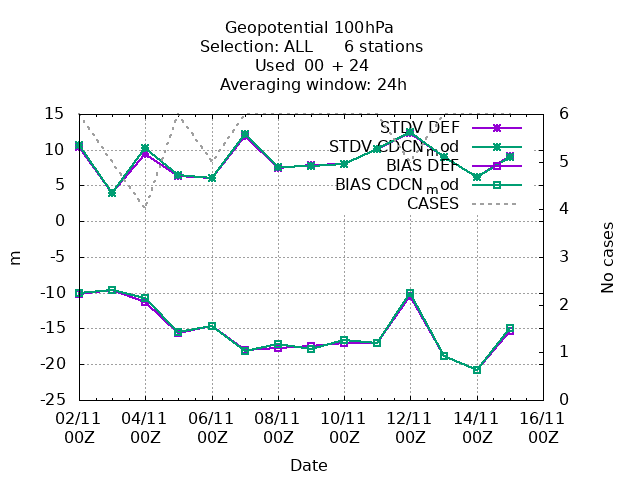 Geopotential 100hPa
Selection: ALL 6 stations
Used 00 + 24
Averaging window: 24h
STDV DEF
STDV CDCN_mod
BIAS DEF
BIAS CDCN_mod
CASES
15
10
5
0
-5
-10
-15
-20
-25
m
6
5
4
3
2
1
0
No cases
02/11 04/11 06/11 08/11 10/11 12/11 14/11 16/11
00Z 00Z 00Z 00Z 00Z 00Z 00Z 00Z
Date